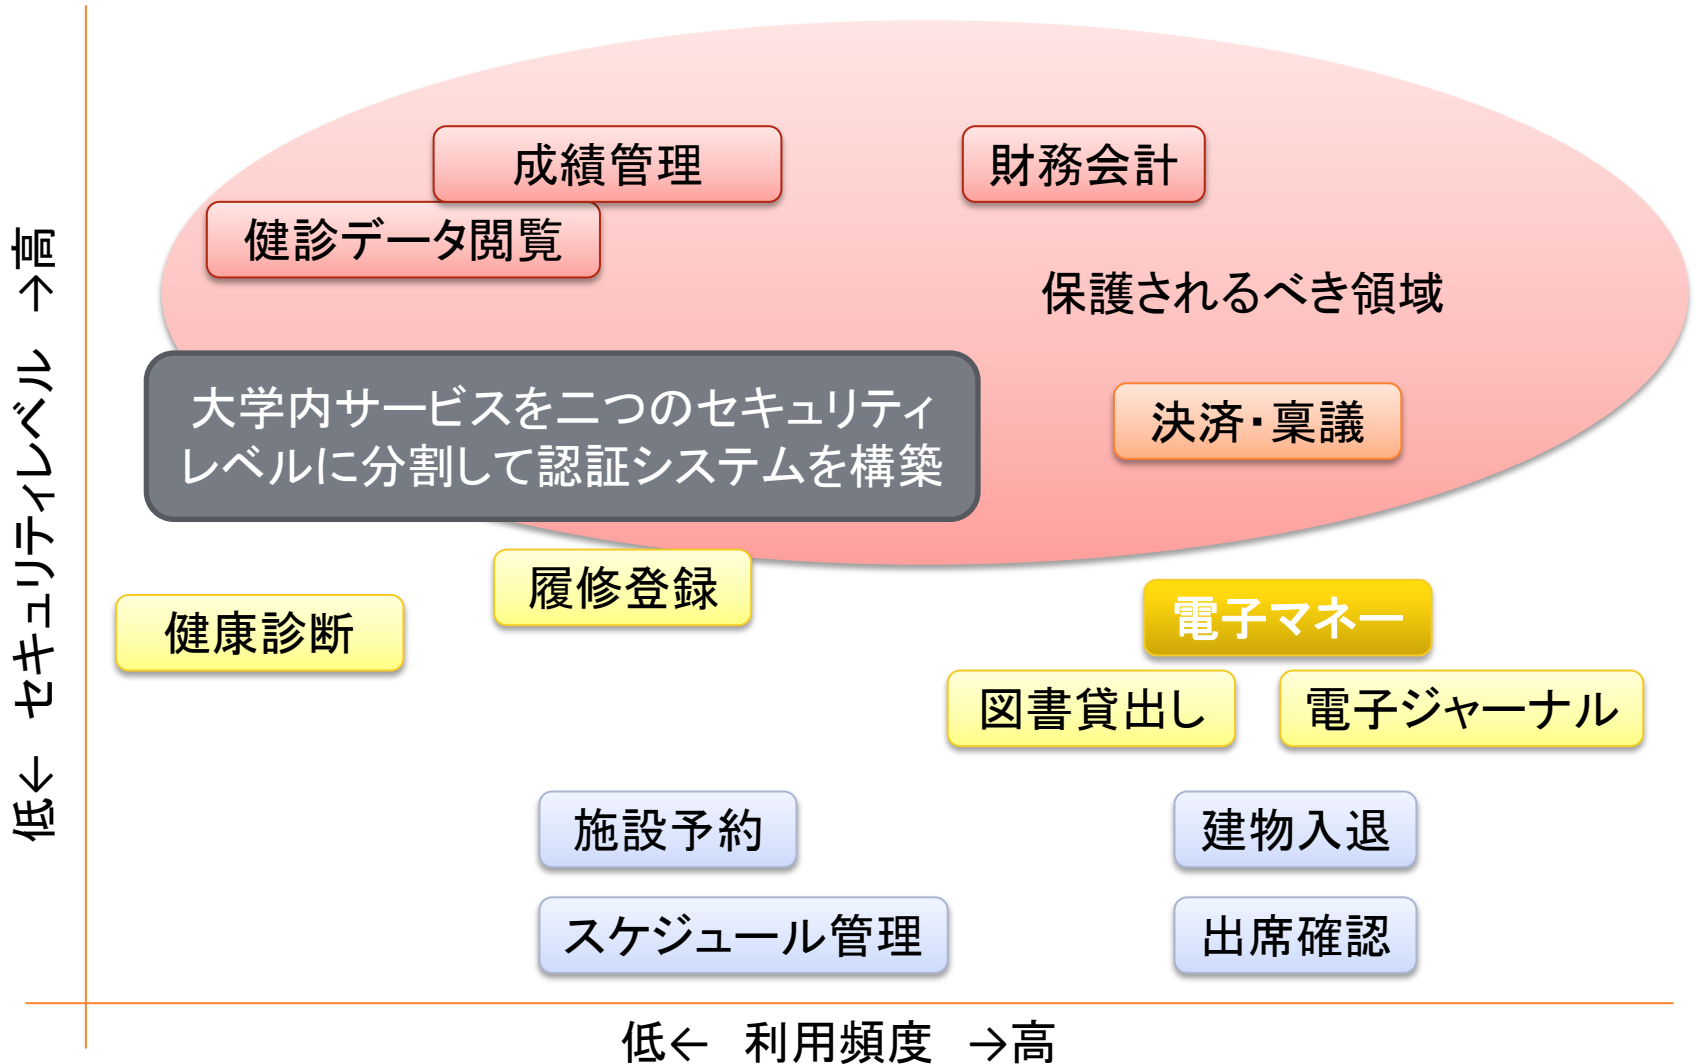 成績管理
財務会計
健診データ閲覧
保護されるべき領域
大学内サービスを二つのセキュリティ
レベルに分割して認証システムを構築
決済・稟議
履修登録
健康診断
電子マネー
図書貸出し
電子ジャーナル
施設予約
建物入退
スケジュール管理
出席確認
低← セキュリティレベル →高
低← 利用頻度 →高